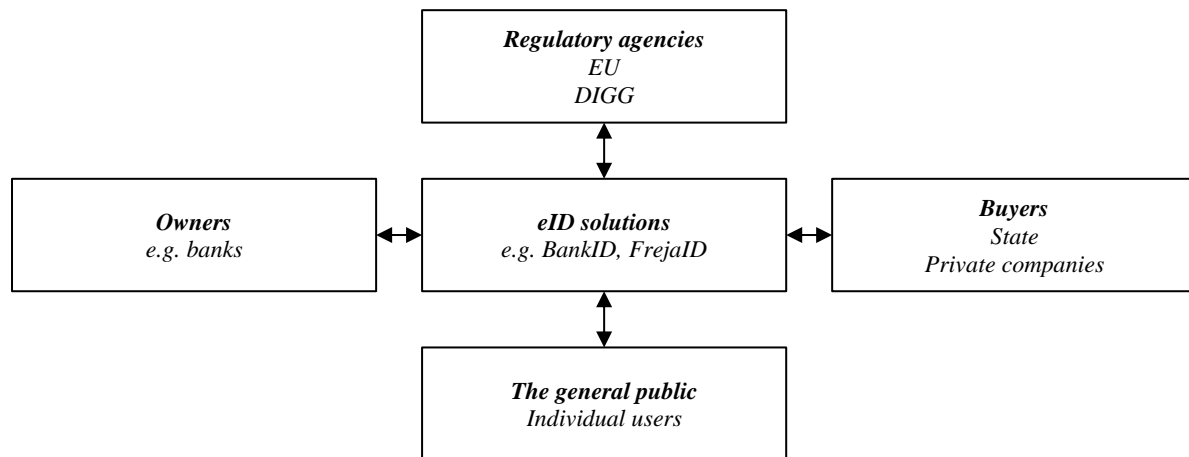 Regulatory agencies
EU
DIGG
Owners
e.g. banks
eID solutions
e.g. BankID, FrejaID
Buyers
State
Private companies
The general public
Individual users